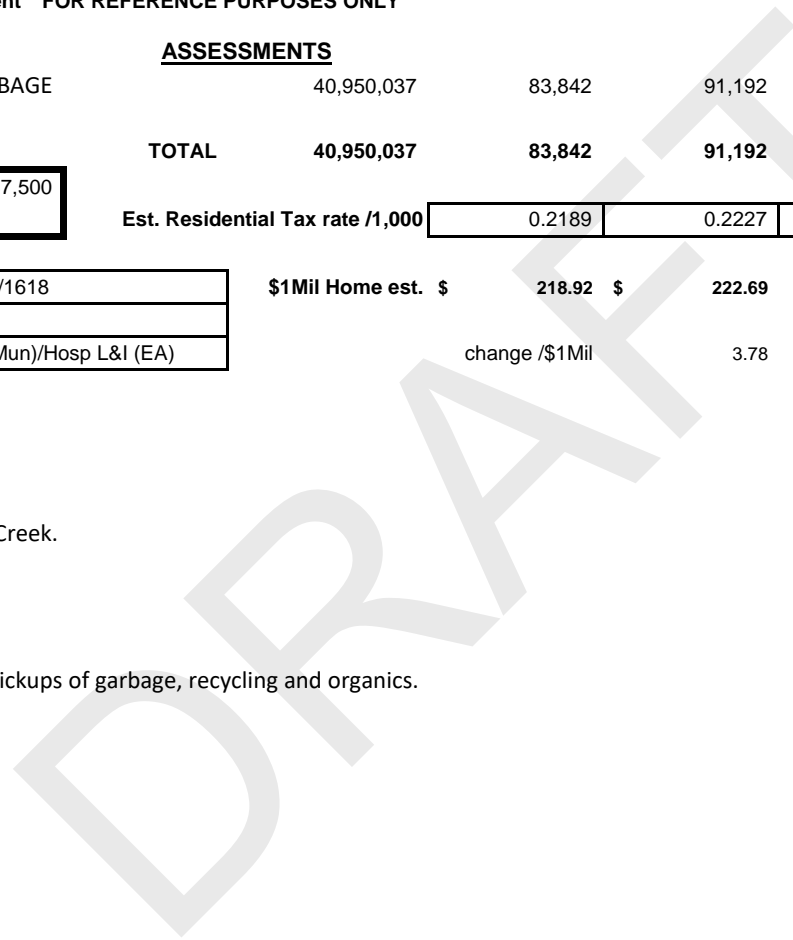 FOR REFERENCE PURPOSES ONLY
ASSESSMENTS
40,950,037 83,842 91,192
TOTAL 40,950,037 83,842 91,192
7,500
Est. Residential Tax rate /1,000 0.2189 0.2227
/1618 $1Mil Home est. $ 218.92 $ 222.69
Mun)/Hosp L&I (EA) change /$1Mil 3.78
Creek.
ickups of garbage, recycling and organics.
DRAFT